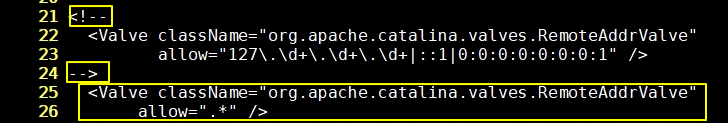 21 <!--
22   <Valve className="org.apache.catalina.valves.RemoteAddrValve"
23          allow="127\.\d+\.\d+\.\d+|::1|0:0:0:0:0:0:0:1" />
24 -->
25   <Valve className="org.apache.catalina.valves.RemoteAddrValve"
26       allow=".*" />